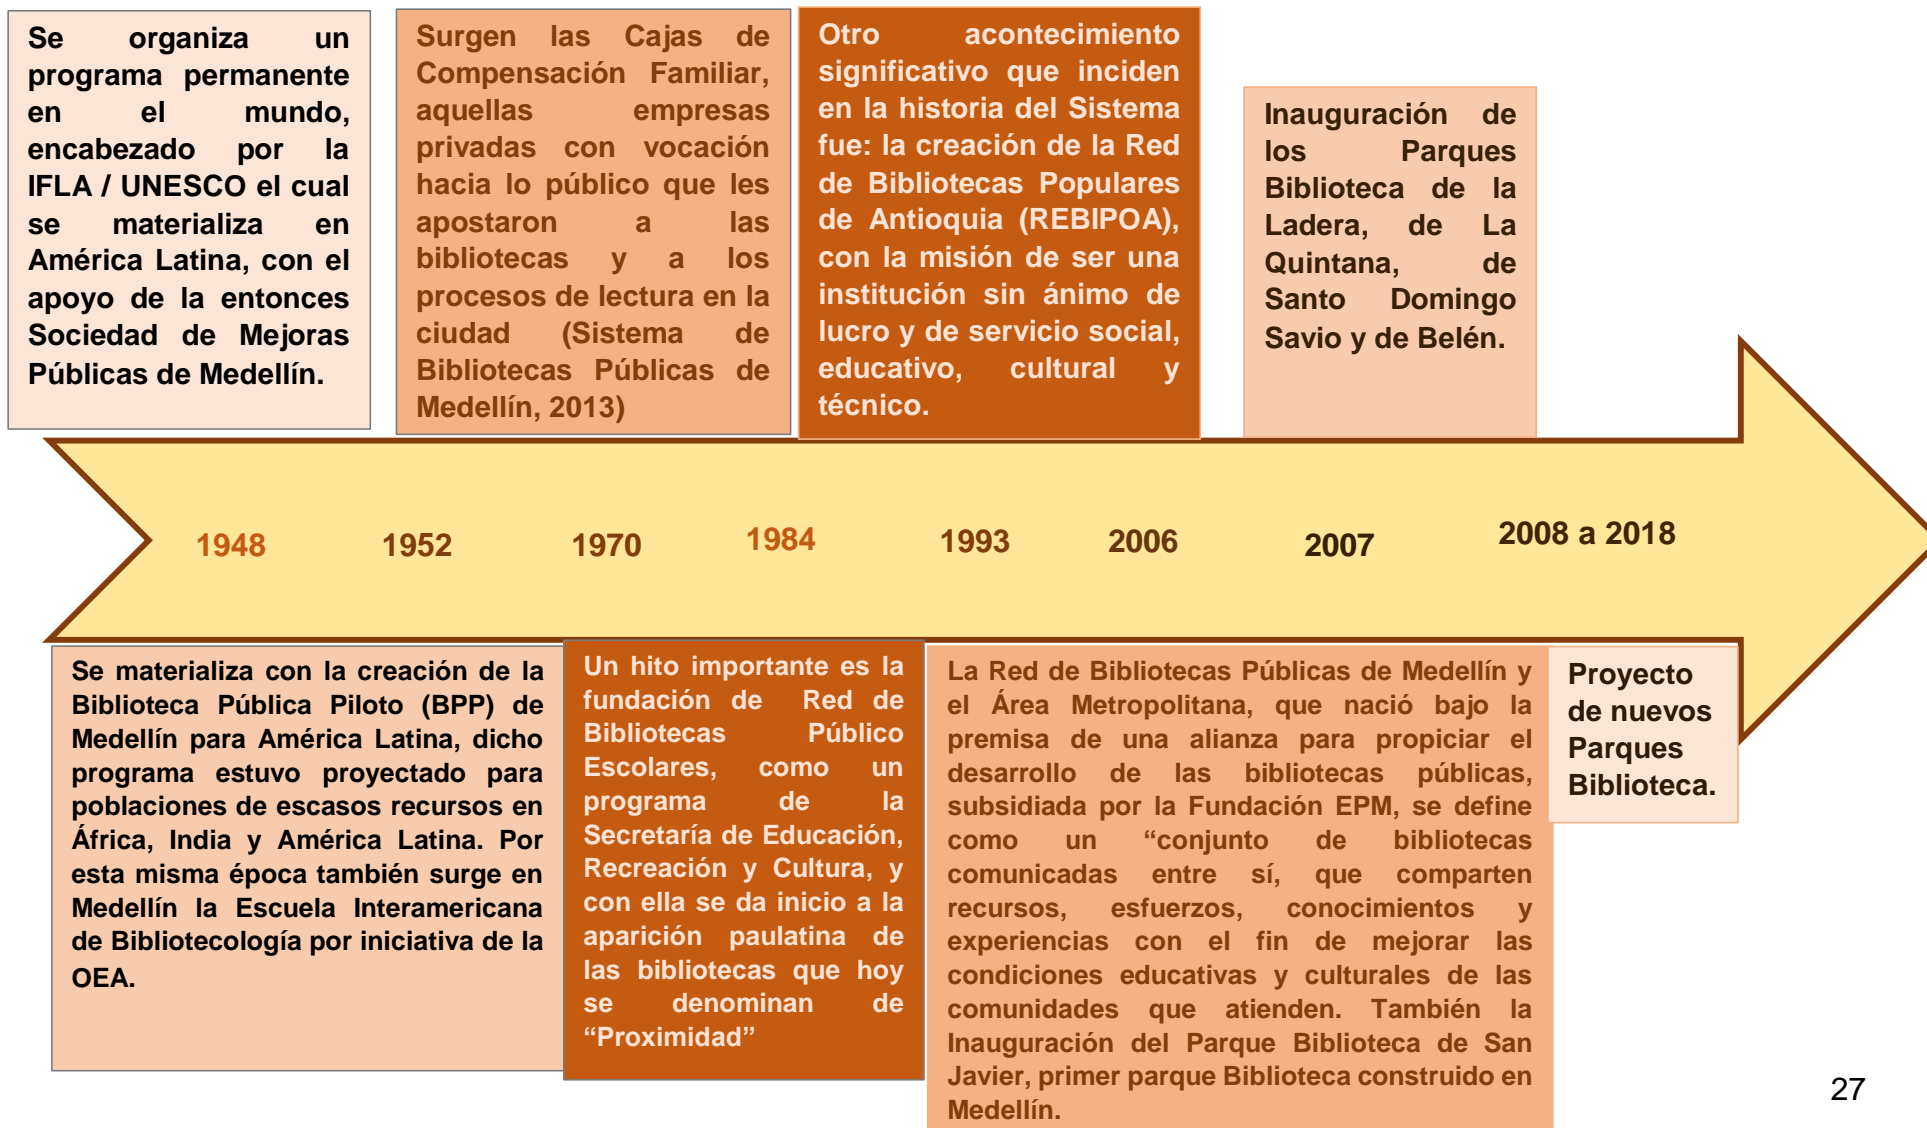 Se organiza un
programa permanente
en el mundo,
encabezado por la
IFLA / UNESCO el cual
se materializa en
América Latina, con el
apoyo de la entonces
Sociedad de Mejoras
Públicas de Medellín.
Surgen las Cajas de
Compensación Familiar,
aquellas empresas
privadas con vocación
hacia lo público que les
apostaron a las
bibliotecas y a los
procesos de lectura en la
ciudad (Sistema de
Bibliotecas Públicas de
Medellín, 2013)
Otro acontecimiento
significativo que inciden
en la historia del Sistema
fue: la creación de la Red
de Bibliotecas Populares
de Antioquia (REBIPOA),
con la misión de ser una
institución sin ánimo de
lucro y de servicio social,
educativo, cultural y
técnico.
Inauguración de
los Parques
Biblioteca de la
Ladera, de La
Quintana, de
Santo Domingo
Savio y de Belén.
1948
1952
1970
1984
1993
2006
2007
2008 a 2018
Se materializa con la creación de la
Biblioteca Pública Piloto (BPP) de
Medellín para América Latina, dicho
programa estuvo proyectado para
poblaciones de escasos recursos en
África, India y América Latina. Por
esta misma época también surge en
Medellín la Escuela Interamericana
de Bibliotecología por iniciativa de la
OEA.
Un hito importante es la
fundación de Red de
Bibliotecas Público
Escolares, como un
programa de la
Secretaría de Educación,
Recreación y Cultura, y
con ella se da inicio a la
aparición paulatina de
las bibliotecas que hoy
se denominan de
“Proximidad”
La Red de Bibliotecas Públicas de Medellín y
el Área Metropolitana, que nació bajo la
premisa de una alianza para propiciar el
desarrollo de las bibliotecas públicas,
subsidiada por la Fundación EPM, se define
como un “conjunto de bibliotecas
comunicadas entre sí, que comparten
recursos, esfuerzos, conocimientos y
experiencias con el fin de mejorar las
condiciones educativas y culturales de las
comunidades que atienden. También la
Inauguración del Parque Biblioteca de San
Javier, primer parque Biblioteca construido en
Medellín.
Proyecto
de nuevos
Parques
Biblioteca.
27